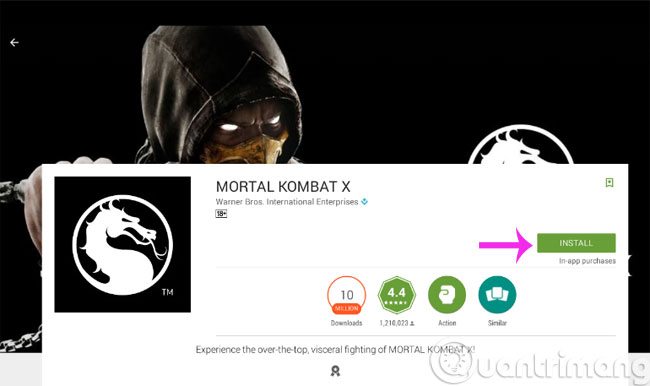 MORTAL KOMBAT X
Warner Bros. International Enterprises
18+
INSTALL
In-app purchases
TM
10
MILLION
4.4
Downloads
1,210,023
Action
Similar
Experience the over-the-top, visceral fighting of MORTAL KOMBAT X!
Quantrimang